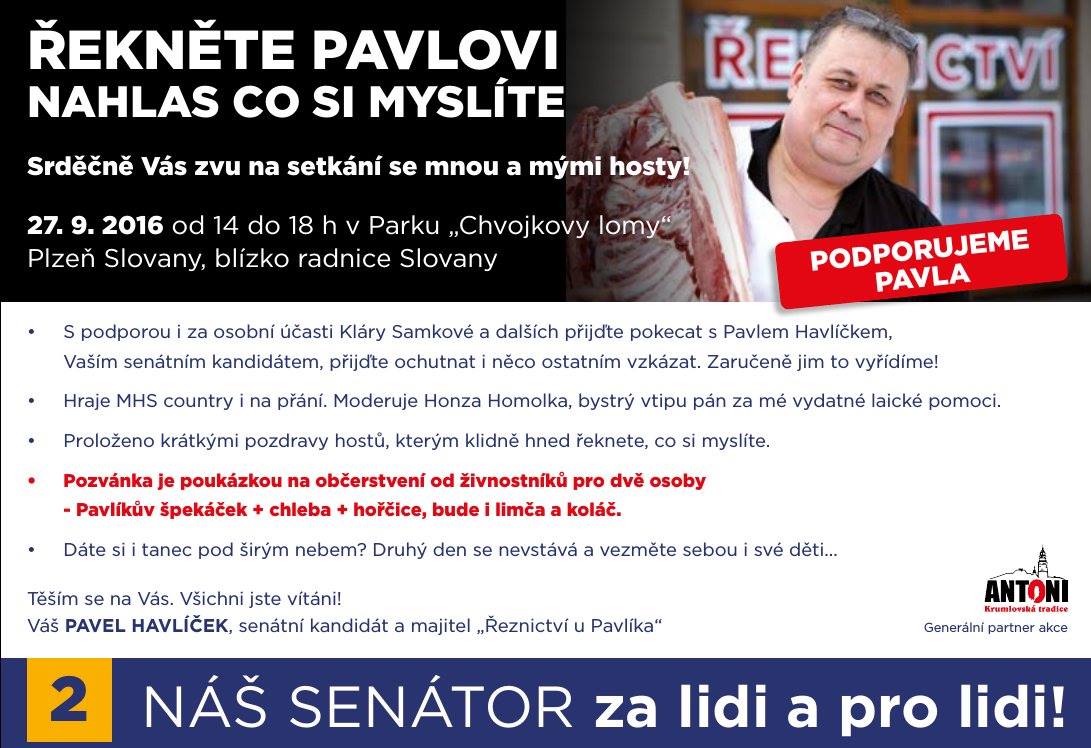 ŘEKNĚTE PAVLOVI
NAHLAS CO SI MYSLÍTE
Srděčně Vás zvu na setkání se mnou a mými hosty!
27. 9. 2016 od 14 do 18 h v Parku „Chvojkovy lomy“
Plzeň Slovany, blízko radnice Slovany
ŘEZNICTVÍ
PODPORUJEME
PAVLA
• S podporou i za osobní účasti Kláry Samkové a dalších přijďte pokecat s Pavlem Havlíčkem,
Vaším senátním kandidátem, přijďte ochutnat i něco ostatním vzkázat. Zaručeně jim to vyřídíme!
• Hraje MHS country i na přání. Moderuje Honza Homolka, bystrý vtipu pán za mé vydatné laické pomoci.
• Proloženo krátkými pozdravy hostů, kterým klidně hned řeknete, co si myslíte.
• Pozvánka je poukázkou na občerstvení od živnostníků pro dvě osoby
- Pavlíkův špekáček + chleba + hořčice, bude i limča a koláč.
• Dáte si i tanec pod širým nebem? Druhý den se nevstává a vezměte sebou i své děti...
Těším se na Vás. Všichni jste vítáni!
Váš PAVEL HAVLÍČEK, senátní kandidát a majitel „Řeznictví u Pavlíka“
ANTONI
Krumlovská tradice
Generální partner akce
2 NÁŠ SENÁTOR za lidi a pro lidi!